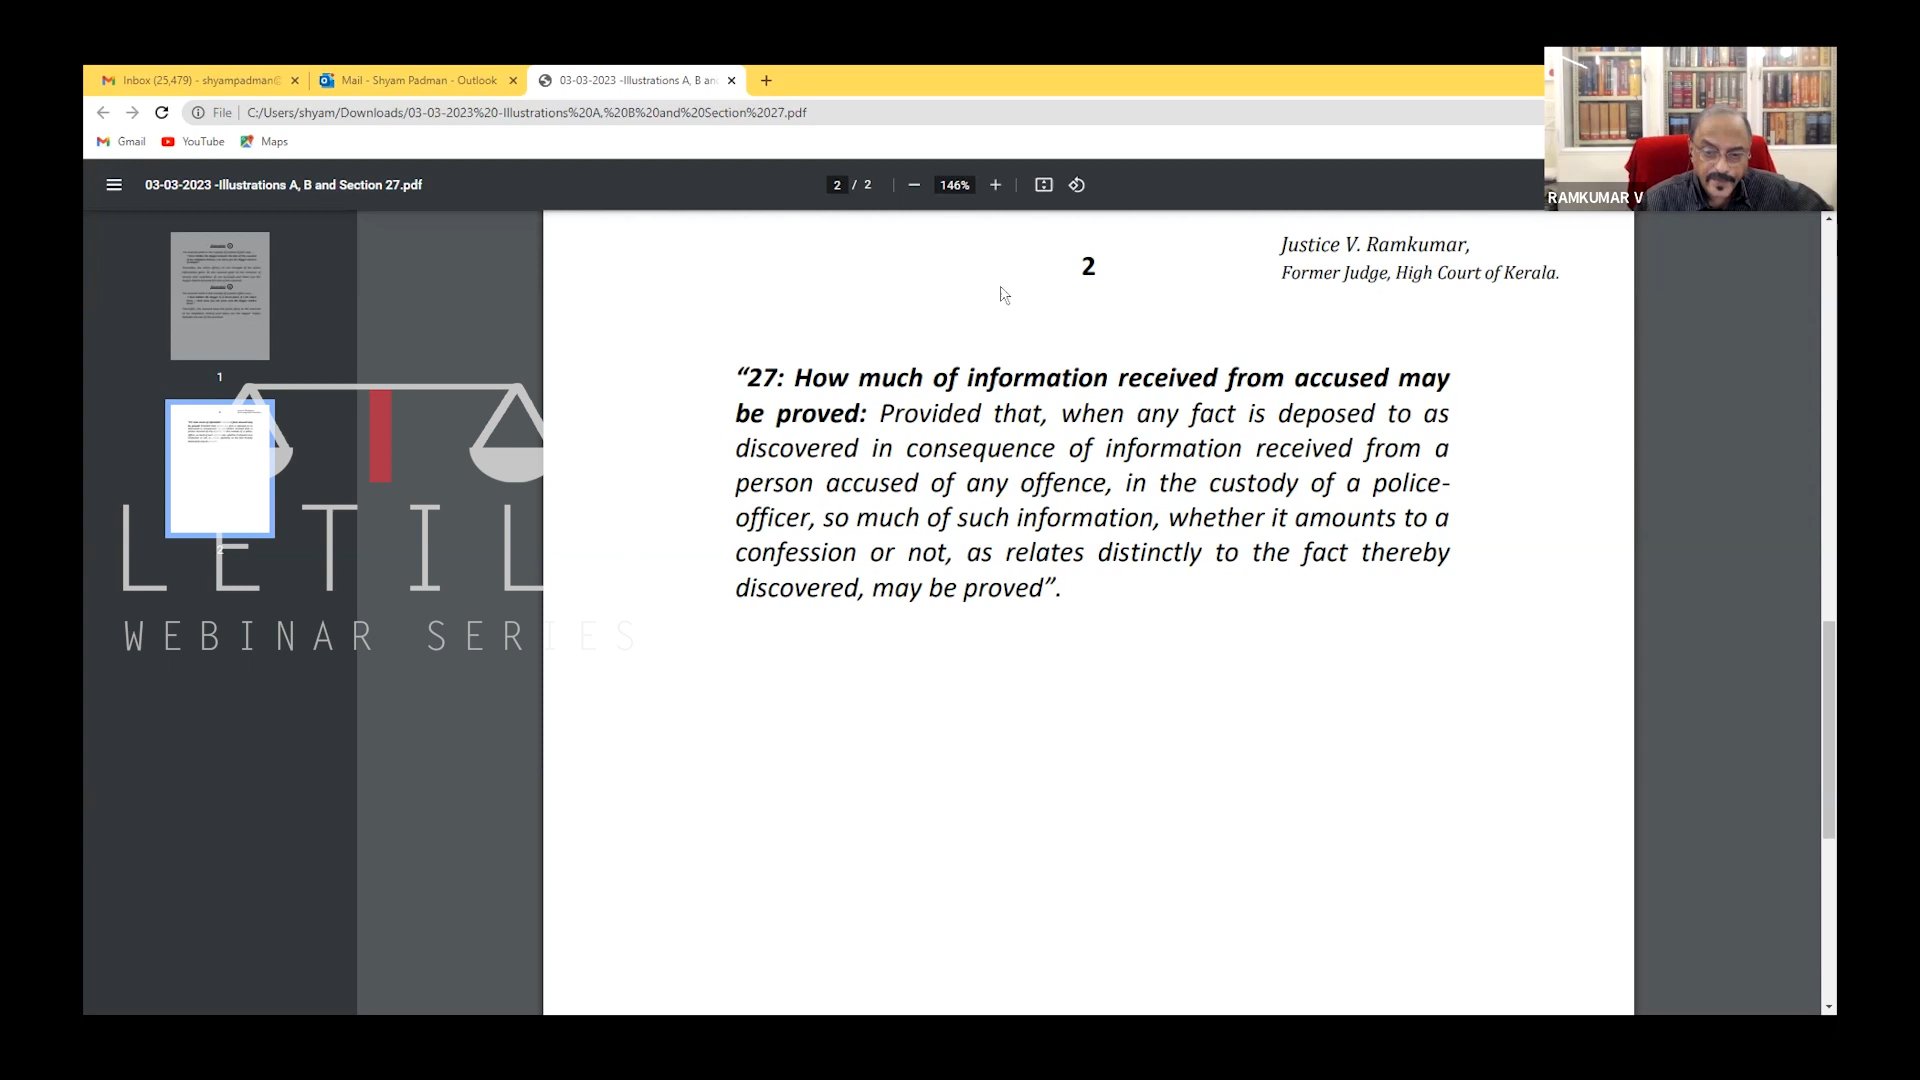 Inbox (25,479) - shyampadman@
Mail - Shyam Padman - Outlook
03-03-2023 -Illustrations A, B an
File
C:/Users/shyam/Downloads/03-03-2023%20-Illustrations%20A,%20B%20and%20Section%2027.pdf
Gmail
YouTube
Maps
03-03-2023 -Illustrations A, B and Section 27.pdf
2 / 2
146%
RAMKUMAR V
Justice V. Ramkumar,
2
Former Judge, High Court of Kerala.
“27: How much of information received from accused may
be proved: Provided that, when any fact is deposed to as
discovered in consequence of information received from a
person accused of any offence, in the custody of a police-
officer, so much of such information, whether it amounts to a
confession or not, as relates distinctly to the fact thereby
discovered, may be proved”.
1
2
LETIL
WEBINAR SERIES